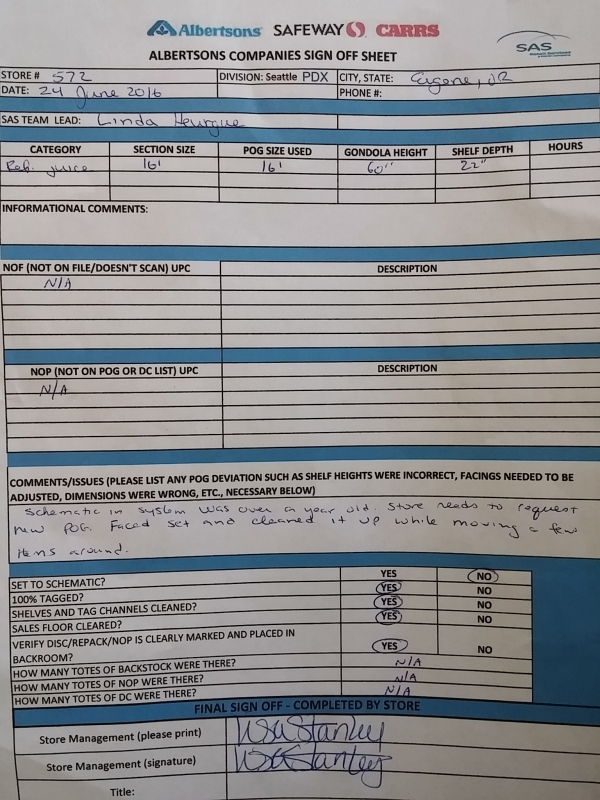 Albertsons SAFEWAY CARRS
ALBERTSONS COMPANIES SIGN OFF SHEET
SAS
STORE # 572 DIVISION: Seattle PDX CITY, STATE: Eugene, OR
DATE: 24 June 2016 PHONE #:
SAS TEAM LEAD: Linda
CATEGORY SECTION SIZE POG SIZE USED GONDOLA HEIGHT SHELF DEPTH HOURS
Ref. juice 16' 16' 60" 22"
INFORMATIONAL COMMENTS:
NOF (NOT ON FILE/DOESN'T SCAN) UPC DESCRIPTION
N/A
NOP (NOT ON POG OR DC LIST) UPC DESCRIPTION
N/A
COMMENTS/ISSUES (PLEASE LIST ANY POG DEVIATION SUCH AS SHELF HEIGHTS WERE INCORRECT, FACINGS NEEDED TO BE
ADJUSTED, DIMENSIONS WERE WRONG, ETC., NECESSARY BELOW)
Schematic in system was over a year old. Store needs to request
new POG. Faced set and cleaned it up while moving a few
items around.
SET TO SCHEMATIC? YES NO
100% TAGGED? YES NO
SHELVES AND TAG CHANNELS CLEANED? YES NO
SALES FLOOR CLEARED? YES NO
VERIFY DISC/REPACK/NOP IS CLEARLY MARKED AND PLACED IN
BACKROOM? YES NO
HOW MANY TOTES OF BACKSTOCK WERE THERE? N/A
HOW MANY TOTES OF NOP WERE THERE? N/A
HOW MANY TOTES OF DC WERE THERE? N/A
FINAL SIGN OFF - COMPLETED BY STORE
Store Management (please print) Stanley
Store Management (signature) Stanley
Title: